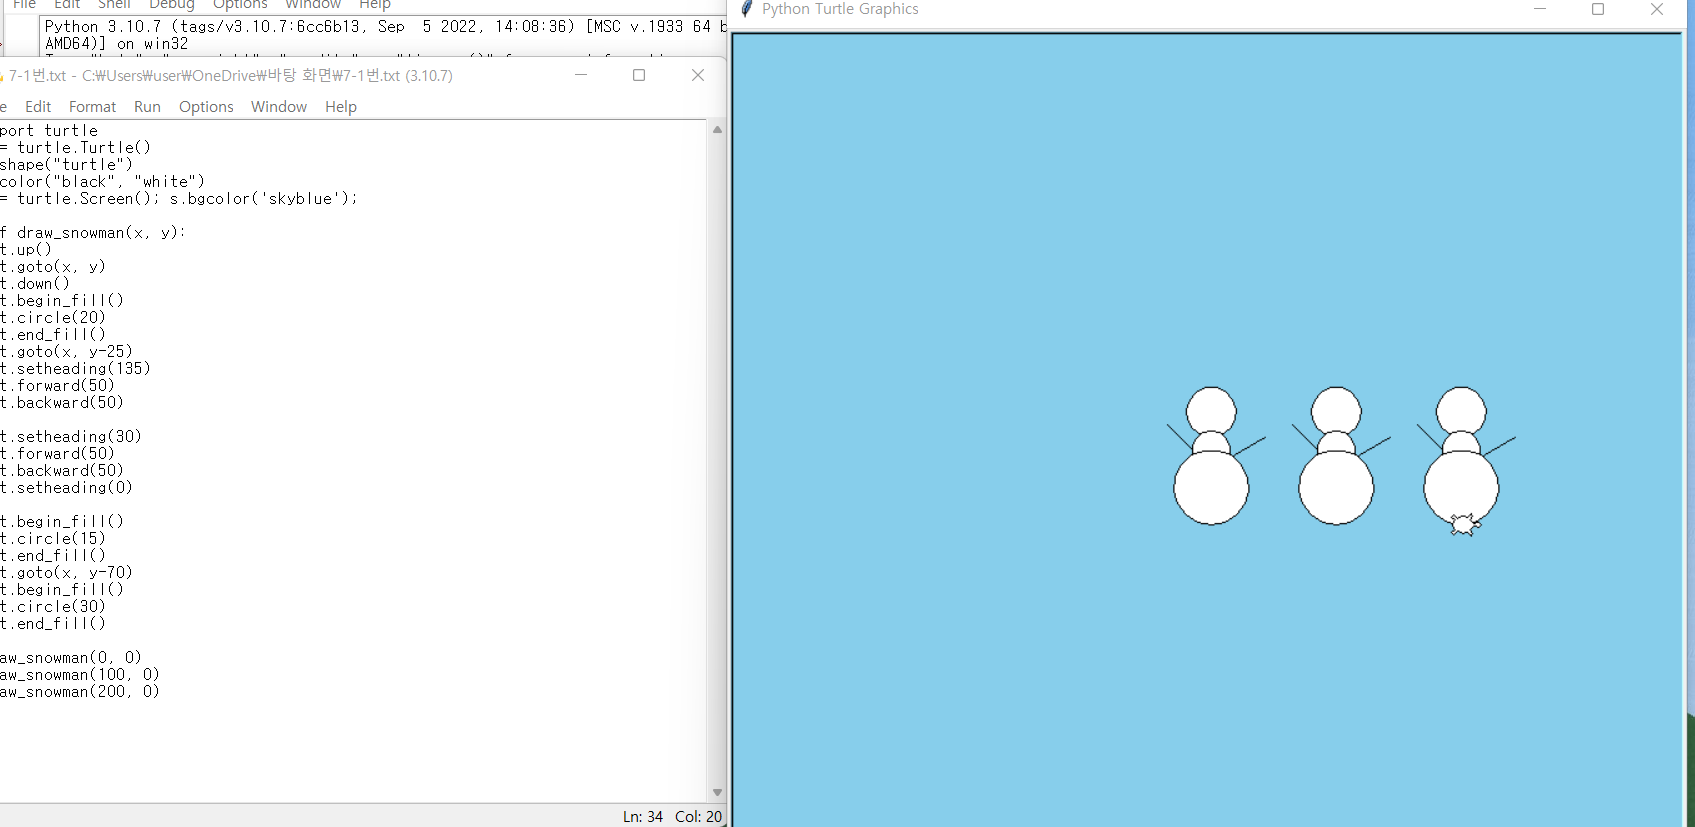 File Edit Shell Debug Options Window Help
Python 3.10.7 (tags/v3.10.7:6cc6b13, Sep  5 2022, 14:08:36) [MSC v.1933 64 b
AMD64)] on win32
7-1번.txt - C:₩Users₩user₩OneDrive₩바탕 화면₩7-1번.txt (3.10.7)
e Edit Format Run Options Window Help
port turtle
= turtle.Turtle()
shape("turtle")
color("black", "white")
= turtle.Screen(); s.bgcolor('skyblue');
f draw_snowman(x, y):
t.up()
t.goto(x, y)
t.down()
t.begin_fill()
t.circle(20)
t.end_fill()
t.goto(x, y-25)
t.setheading(135)
t.forward(50)
t.backward(50)
t.setheading(30)
t.forward(50)
t.backward(50)
t.setheading(0)
t.begin_fill()
t.circle(15)
t.end_fill()
t.goto(x, y-70)
t.begin_fill()
t.circle(30)
t.end_fill()
aw_snowman(0, 0)
aw_snowman(100, 0)
aw_snowman(200, 0)
Ln: 34 Col: 20
Python Turtle Graphics